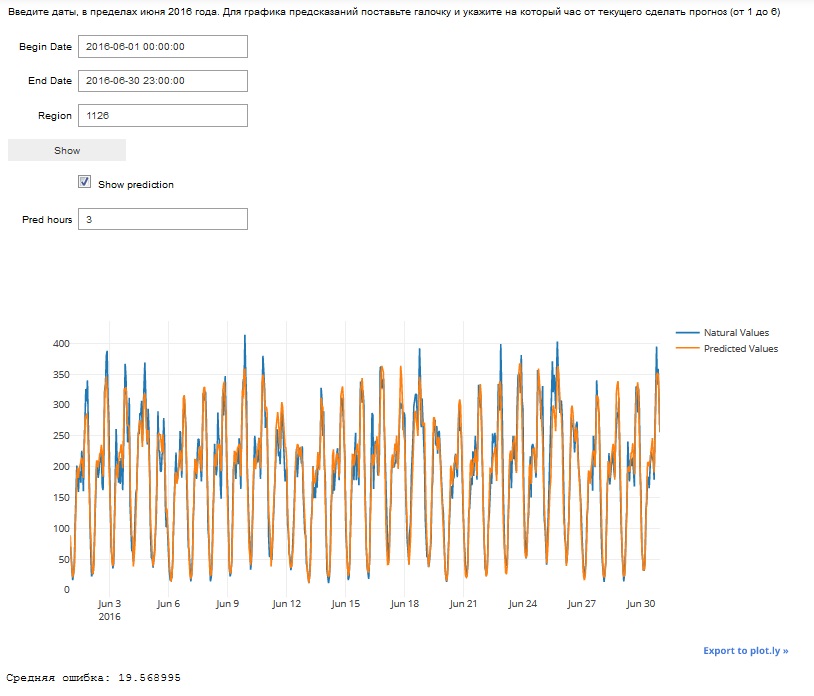 Введите даты, в пределах июня 2016 года. Для графика предсказаний поставьте галочку и укажите на который час от текущего сделать прогноз (от 1 до 6)
Begin Date 2016-06-01 00:00:00
End Date 2016-06-30 23:00:00
Region 1126
Show
Show prediction
Pred hours 3
Natural Values
Predicted Values
400
350
300
250
200
150
100
50
0
Jun 3 Jun 6 Jun 9 Jun 12 Jun 15 Jun 18 Jun 21 Jun 24 Jun 27 Jun 30
2016
Export to plot.ly »
Средняя ошибка: 19.568995